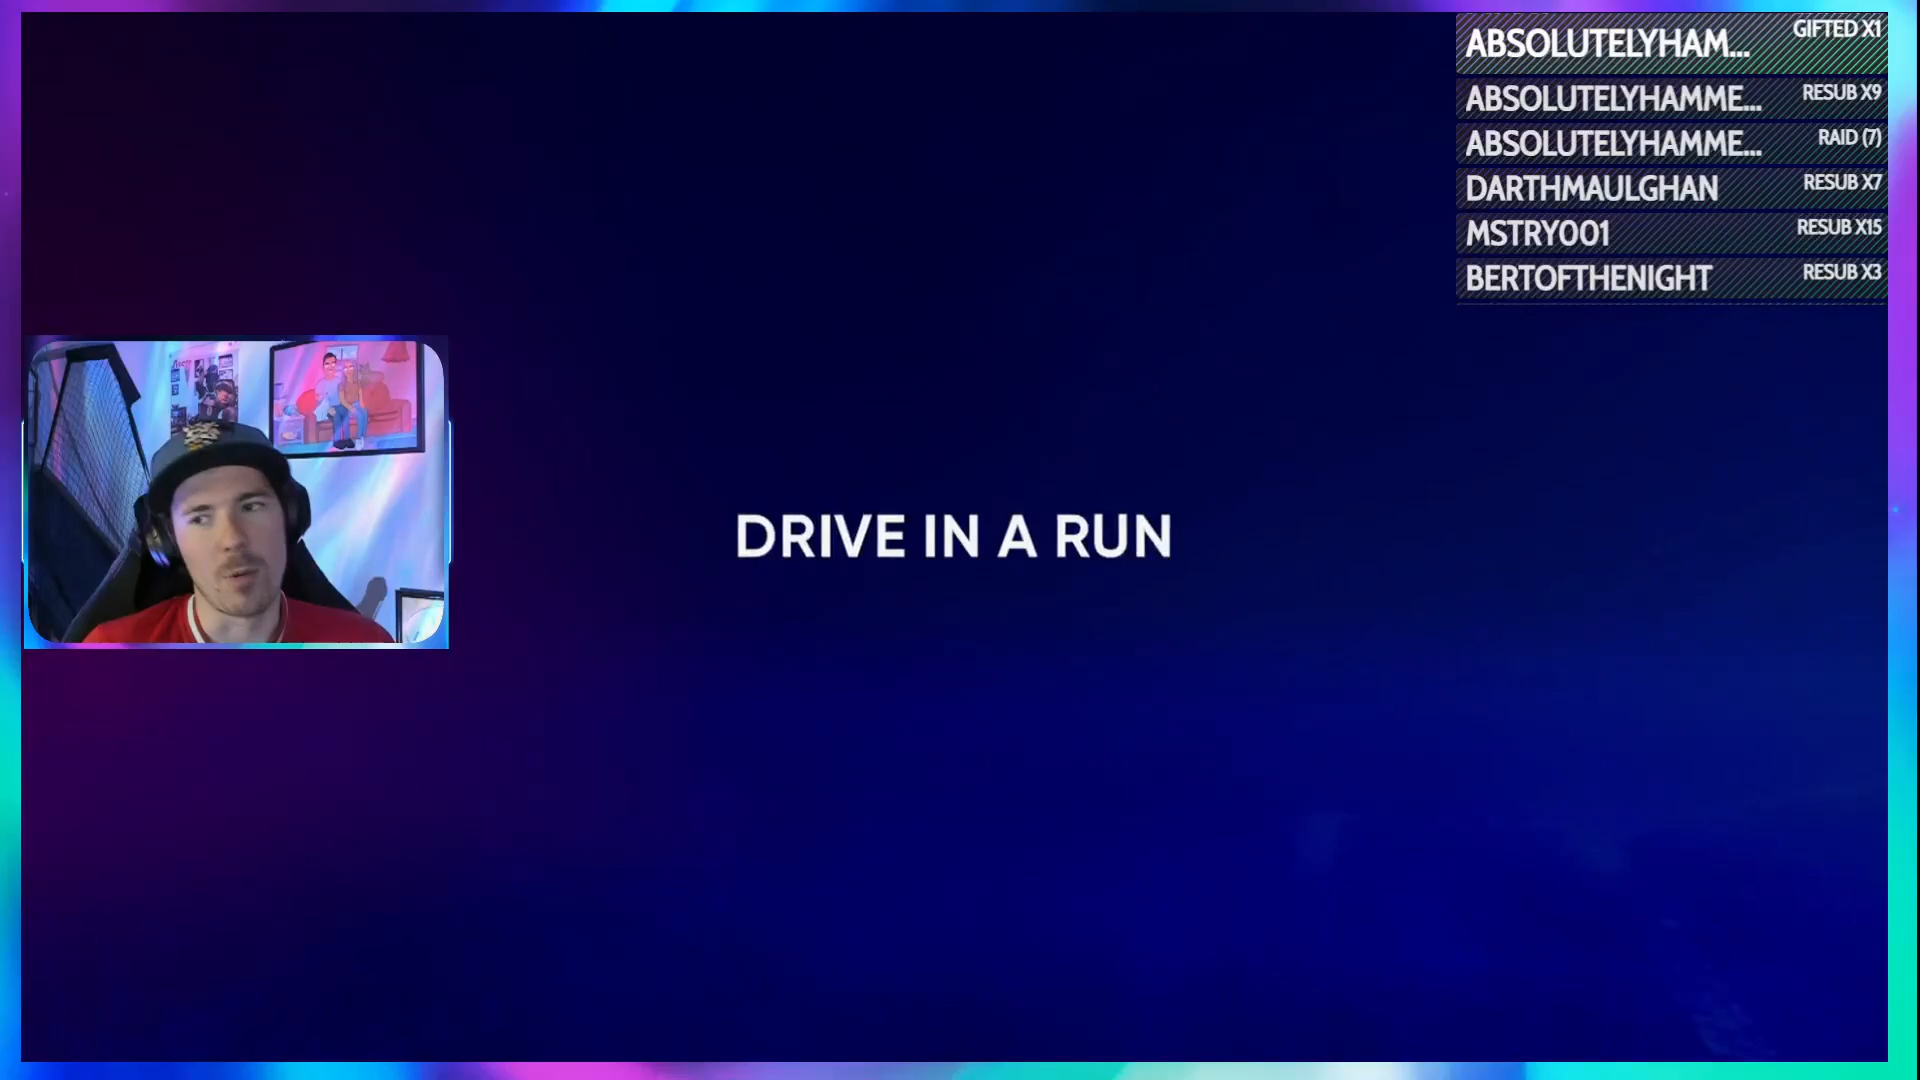 ABSOLUTELYHAM... GIFTED X1
ABSOLUTELYHAMME... RESUB X9
ABSOLUTELYHAMME... RAID (7)
DARTHMAULGHAN RESUB X7
MSTRY001 RESUB X15
BERTOFTHENIGHT RESUB X3
DRIVE IN A RUN